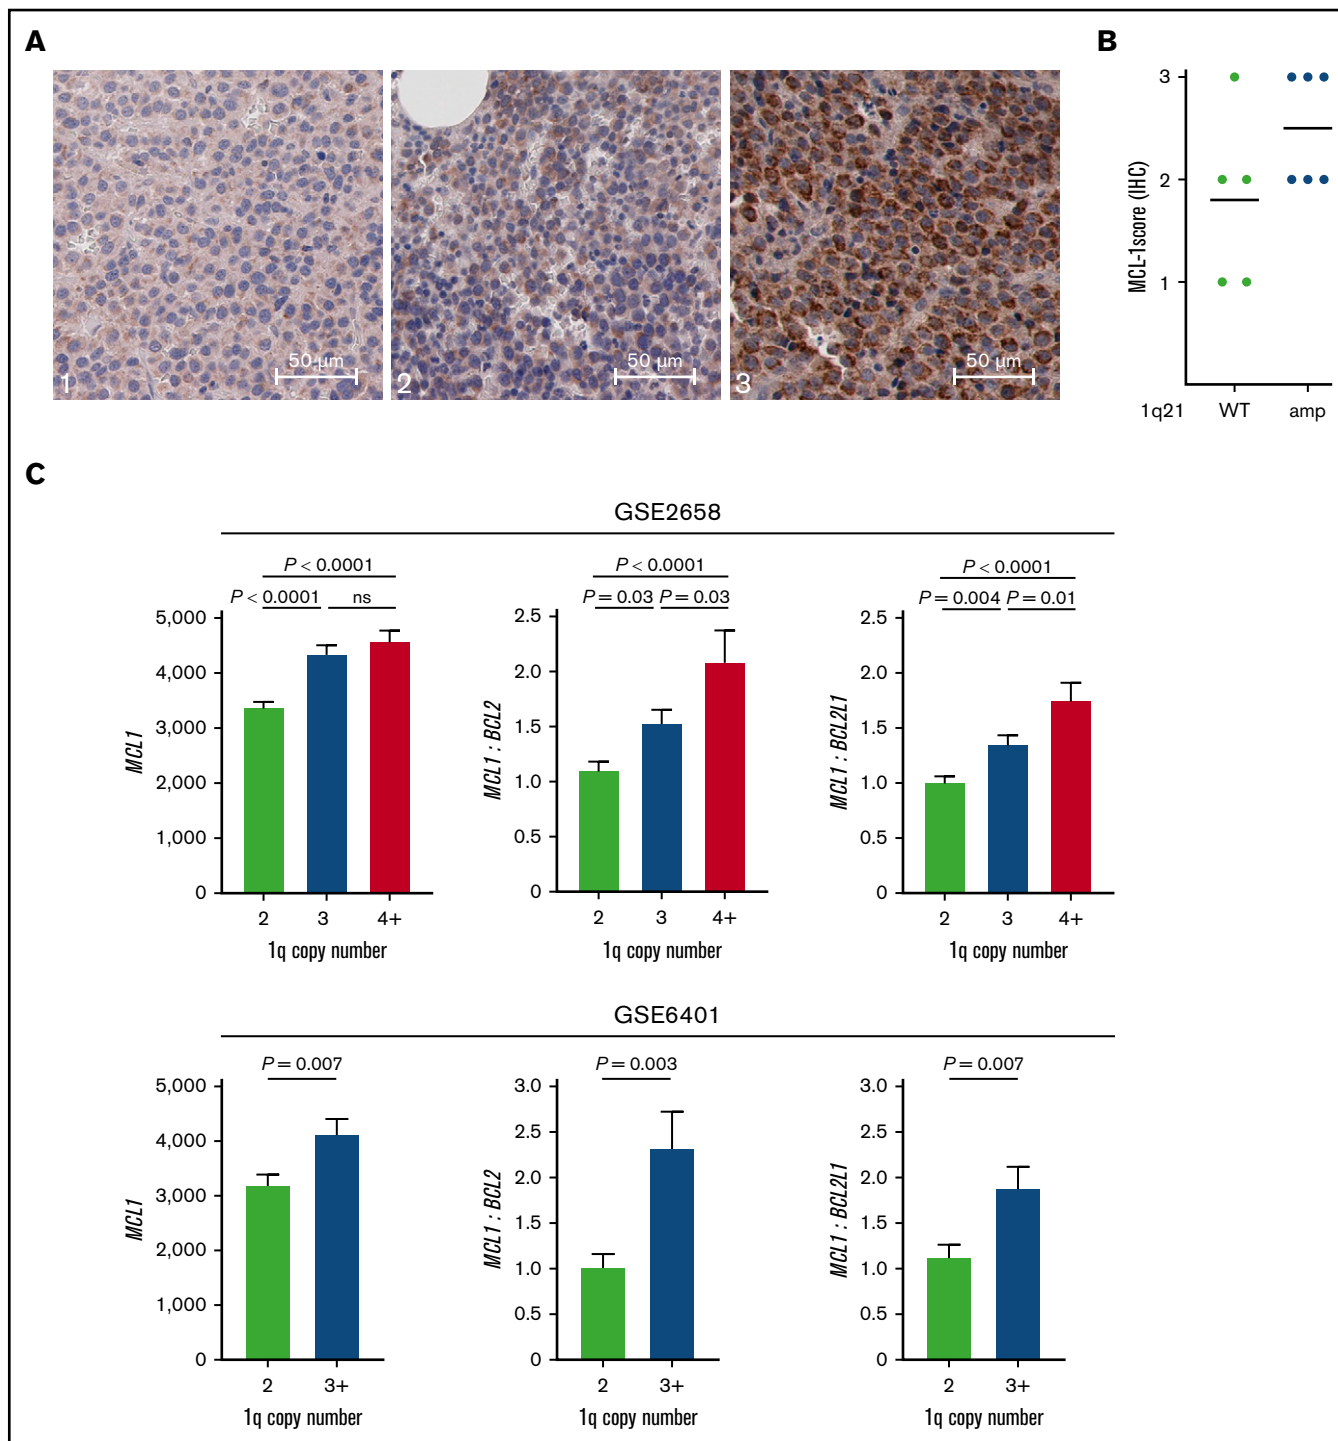 A
B
50 µm
1
50 µm
2
50 µm
3
MCL-1score (IHC)
3
2
1
1q21 WT amp
C
GSE2658
P < 0.0001
P < 0.0001 ns
MCL1
5,000
4,000
3,000
2,000
1,000
0
2 3 4+
1q copy number
P < 0.0001
P = 0.03 P = 0.03
MCL1 : BCL2
2.5
2.0
1.5
1.0
0.5
0
2 3 4+
1q copy number
P < 0.0001
P = 0.004 P = 0.01
MCL1 : BCL2L1
2.5
2.0
1.5
1.0
0.5
0
2 3 4+
1q copy number
GSE6401
P = 0.007
MCL1
5,000
4,000
3,000
2,000
1,000
0
2 3+
1q copy number
P = 0.003
MCL1 : BCL2
3.0
2.5
2.0
1.5
1.0
0.5
0
2 3+
1q copy number
P = 0.007
MCL1 : BCL2L1
3.0
2.5
2.0
1.5
1.0
0.5
0
2 3+
1q copy number